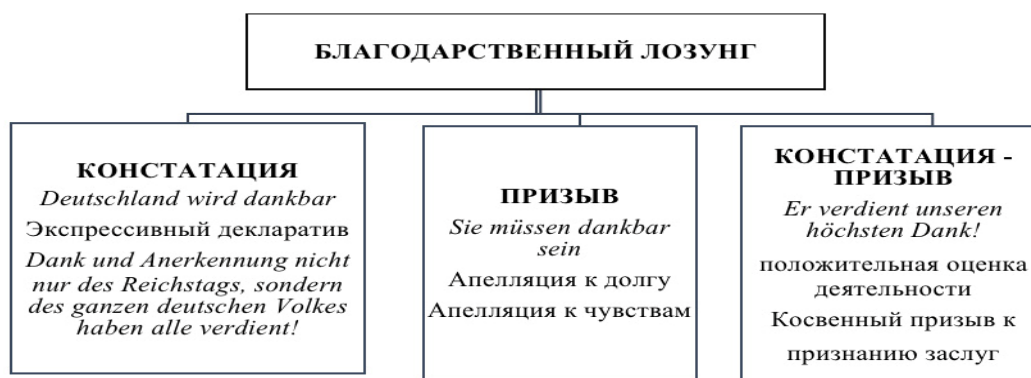 БЛАГОДАРСТВЕННЫЙ ЛОЗУНГ
КОНСТАТАЦИЯ
Deutschland wird dankbar
Экспрессивный декларатив
Dank und Anerkennung nicht
nur des Reichstags, sondern
des ganzen deutschen Volkes
haben alle verdient!
ПРИЗЫВ
Sie müssen dankbar
sein
Апелляция к долгу
Апелляция к чувствам
КОНСТАТАЦИЯ -
ПРИЗЫВ
Er verdient unseren
höchsten Dank!
положительная оценка
деятельности
Косвенный призыв к
признанию заслуг